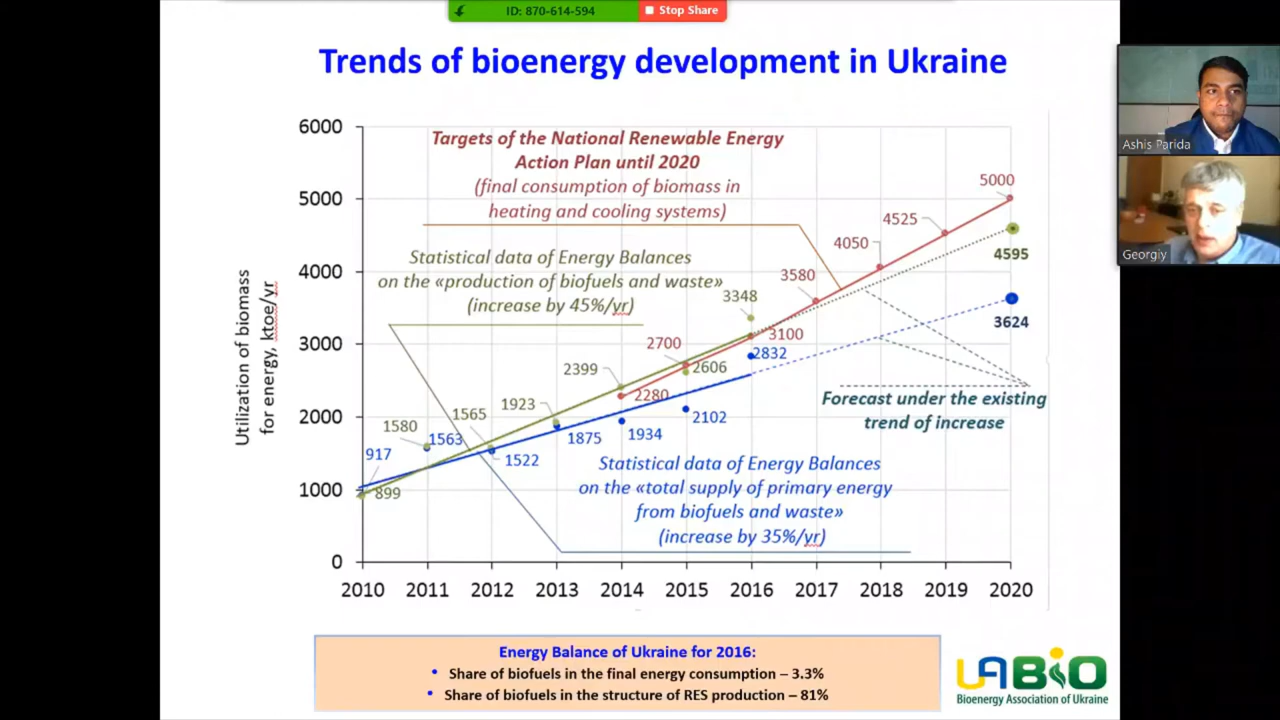 ID: 870-614-594
Stop Share
Trends of bioenergy development in Ukraine
Ashis Parida
Georgiy
Utilization of biomass
for energy, ktoe/yr
6000
5000
4000
3000
2000
1000
0
2010 2011 2012 2013 2014 2015 2016 2017 2018 2019 2020
Targets of the National Renewable Energy
Action Plan until 2020
(final consumption of biomass in
heating and cooling systems)
Statistical data of Energy Balances
on the «production of biofuels and waste»
(increase by 45%/yr)
5000
4525
4050
3580
3100
2700
2280
4595
3348
2606
2399
1923
1565
1580
899
3624
2832
2102
1934
1875
1522
1563
917
Forecast under the existing
trend of increase
Statistical data of Energy Balances
on the «total supply of primary energy
from biofuels and waste»
(increase by 35%/yr)
Energy Balance of Ukraine for 2016:
• Share of biofuels in the final energy consumption – 3.3%
• Share of biofuels in the structure of RES production – 81%
UABIO
Bioenergy Association of Ukraine